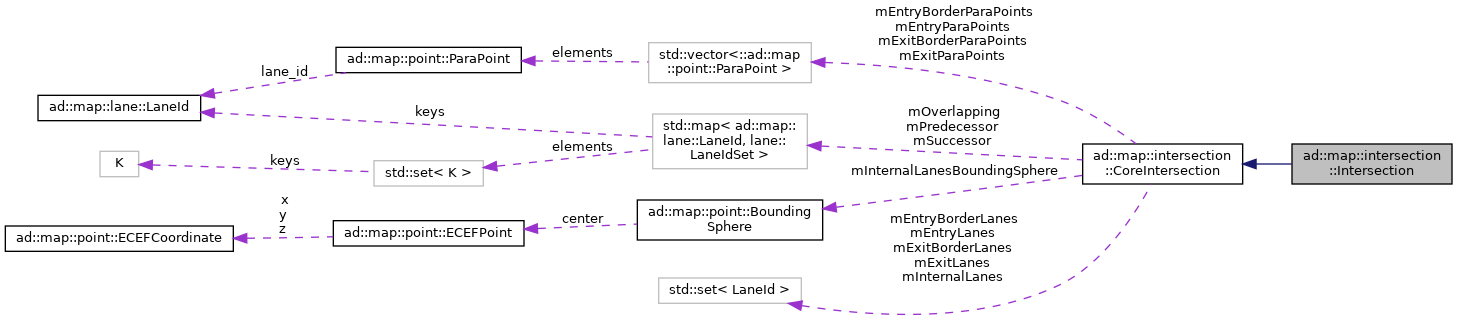 mEntryBorderParaPoints
mEntryParaPoints
mExitBorderParaPoints
mExitParaPoints
ad::map::point::ParaPoint
elements
std::vector<::ad::map
::point::ParaPoint >
lane_id
ad::map::lane::LaneId
keys
std::map< ad::map::
lane::LaneId, lane::
LaneIdSet >
mOverlapping
mPredecessor
mSuccessor
ad::map::intersection
::CoreIntersection
ad::map::intersection
::Intersection
K
keys
std::set< K >
elements
mInternalLanesBoundingSphere
x
y
z
ad::map::point::ECEFCoordinate
ad::map::point::ECEFPoint
center
ad::map::point::Bounding
Sphere
mEntryBorderLanes
mEntryLanes
mExitBorderLanes
mExitLanes
mInternalLanes
std::set< LaneId >